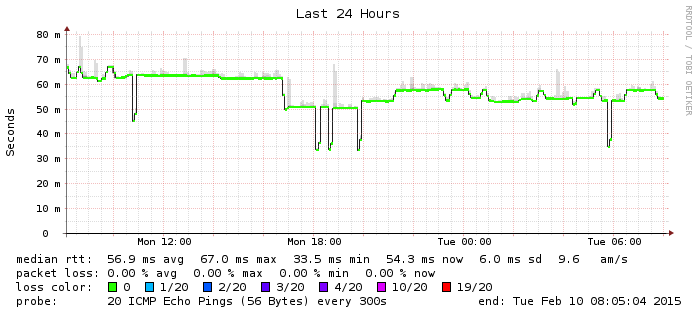 Last 24 Hours
RRDTOOL / TOBI OETIKER
Seconds
80 m
70 m
60 m
50 m
40 m
30 m
20 m
10 m
0
Mon 12:00 Mon 18:00 Tue 00:00 Tue 06:00
median rtt: 56.9 ms avg 67.0 ms max 33.5 ms min 54.3 ms now 6.0 ms sd 9.6 am/s
packet loss: 0.00 % avg 0.00 % max 0.00 % min 0.00 % now
loss color: 0 1/20 2/20 3/20 4/20 10/20 19/20
probe: 20 ICMP Echo Pings (56 Bytes) every 300s end: Tue Feb 10 08:05:04 2015